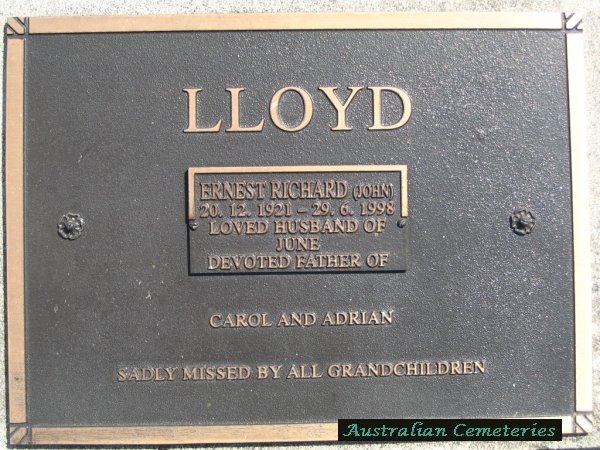 LLOYD
ERNEST RICHARD (JOHN)
20. 12. 1921 – 29. 6. 1998
LOVED HUSBAND OF
JUNE
DEVOTED FATHER OF
CAROL AND ADRIAN
SADLY MISSED BY ALL GRANDCHILDREN
Australian Cemeteries